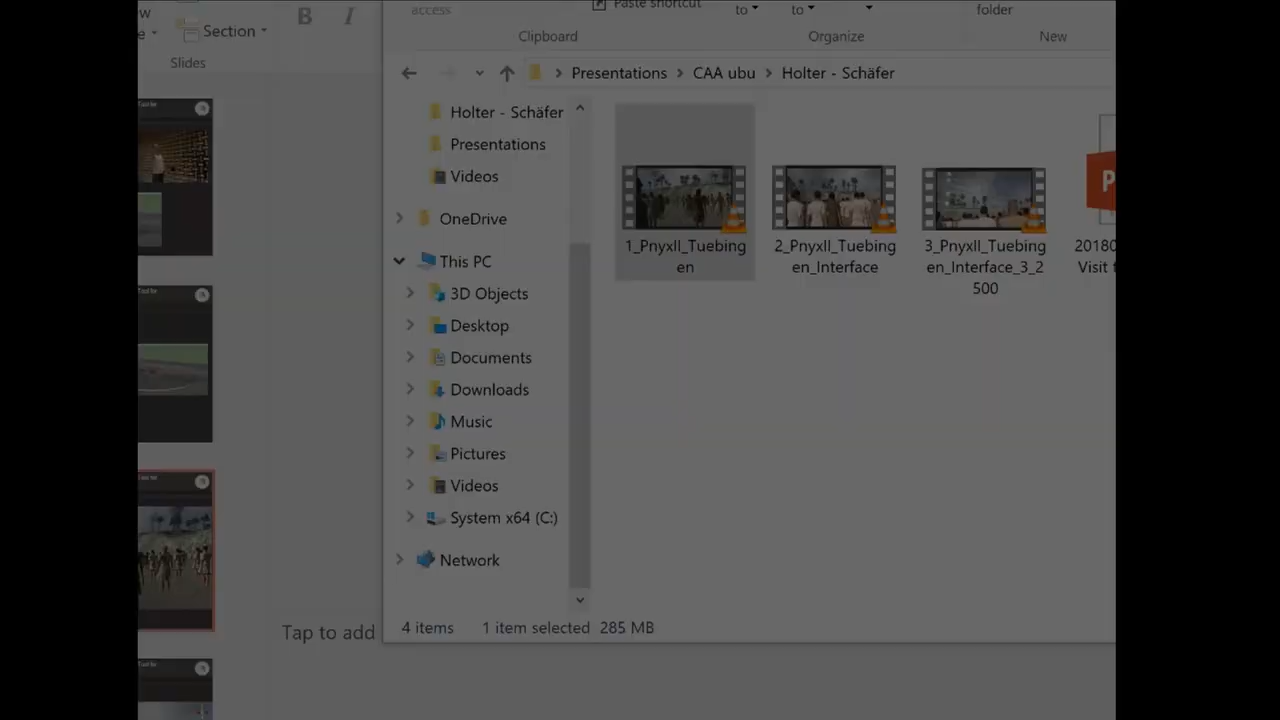 access
Paste shortcut
to
to
folder
B I
Section
Slides
Clipboard
Organize
New
Presentations
CAA ubu
Holter - Schäfer
Holter - Schäfer
Presentations
Videos
OneDrive
This PC
3D Objects
Desktop
Documents
Downloads
Music
Pictures
Videos
System x64 (C:)
Network
1_PnyxII_Tuebing
en
2_PnyxII_Tuebing
en_Interface
3_PnyxII_Tuebing
en_Interface_3_2
500
20180
Visit
4 items
1 item selected
285 MB
Tap to add